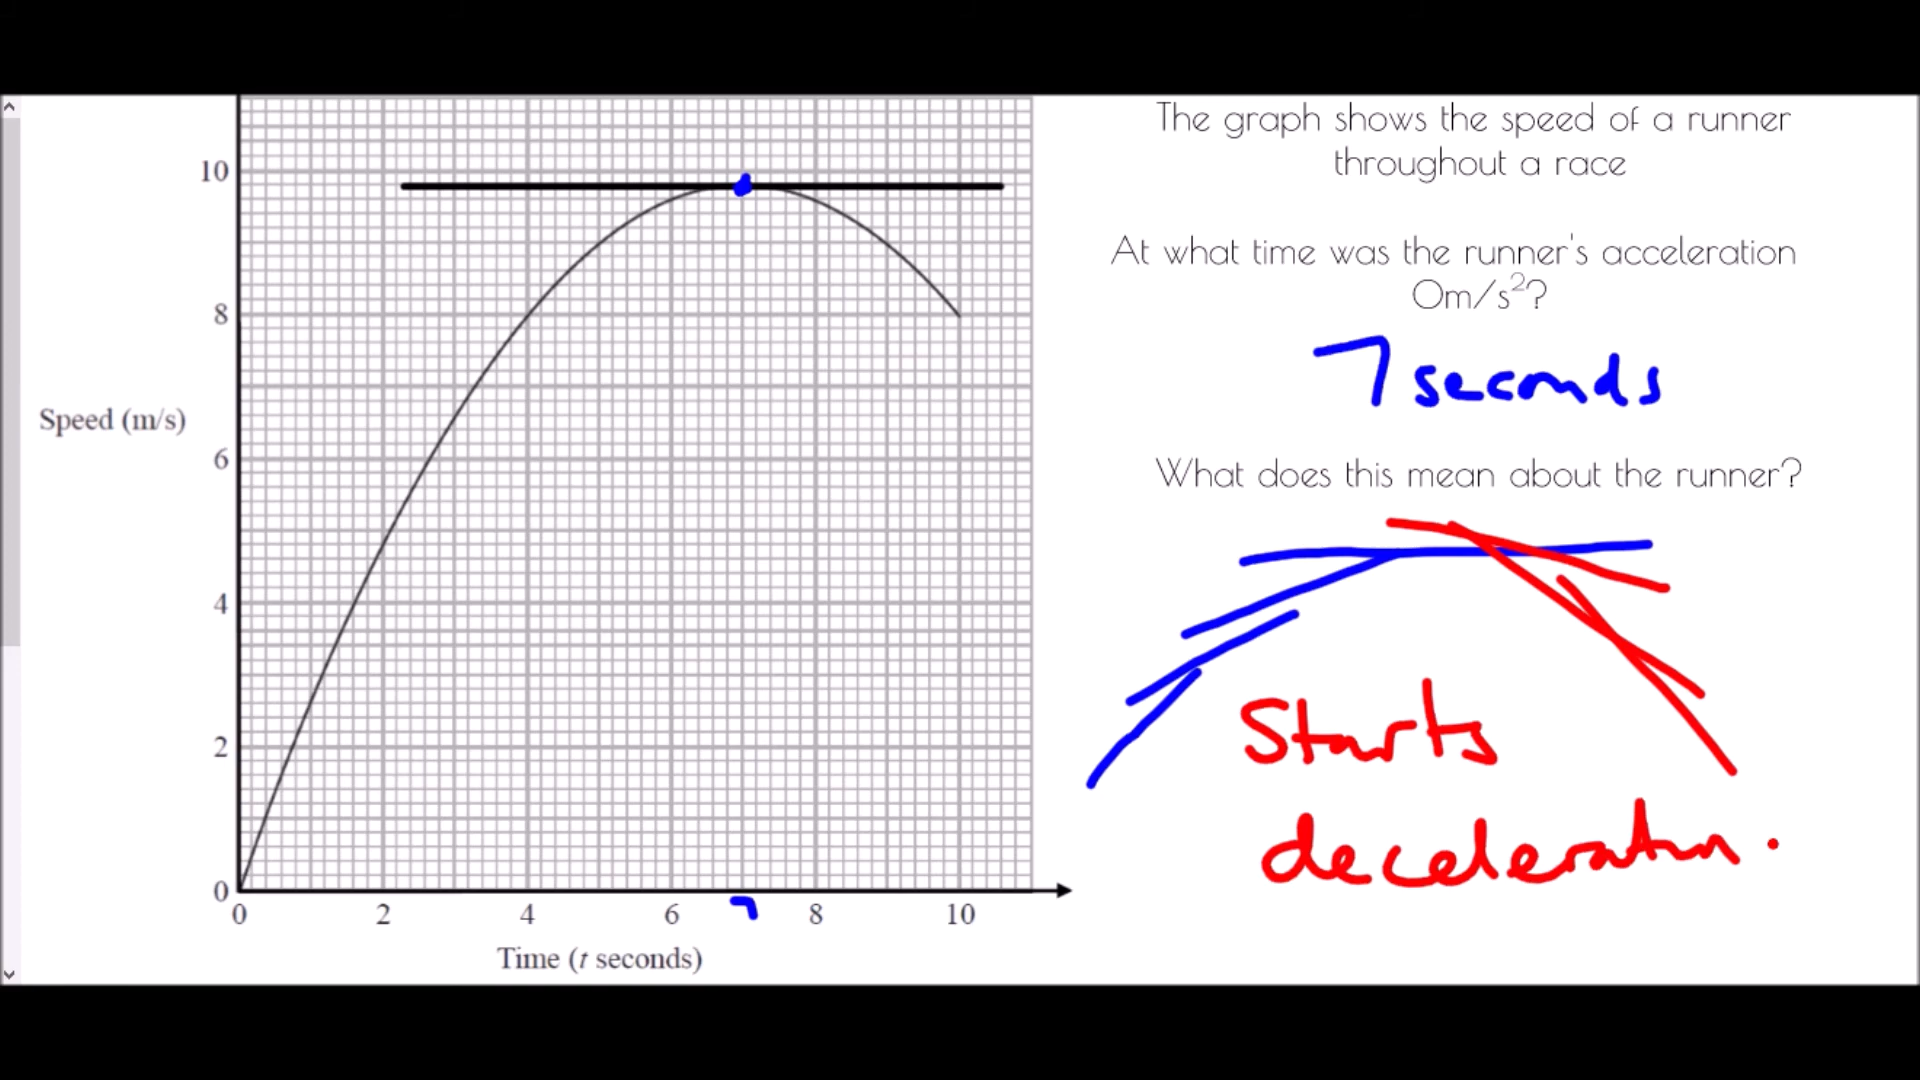 The graph shows the speed of a runner
throughout a race
At what time was the runner's acceleration
0m/s²?
7 seconds
What does this mean about the runner?
Starts
deceleratn.
10
8
6
4
2
0
Speed (m/s)
0 2 4 6 7 8 10
Time (t seconds)